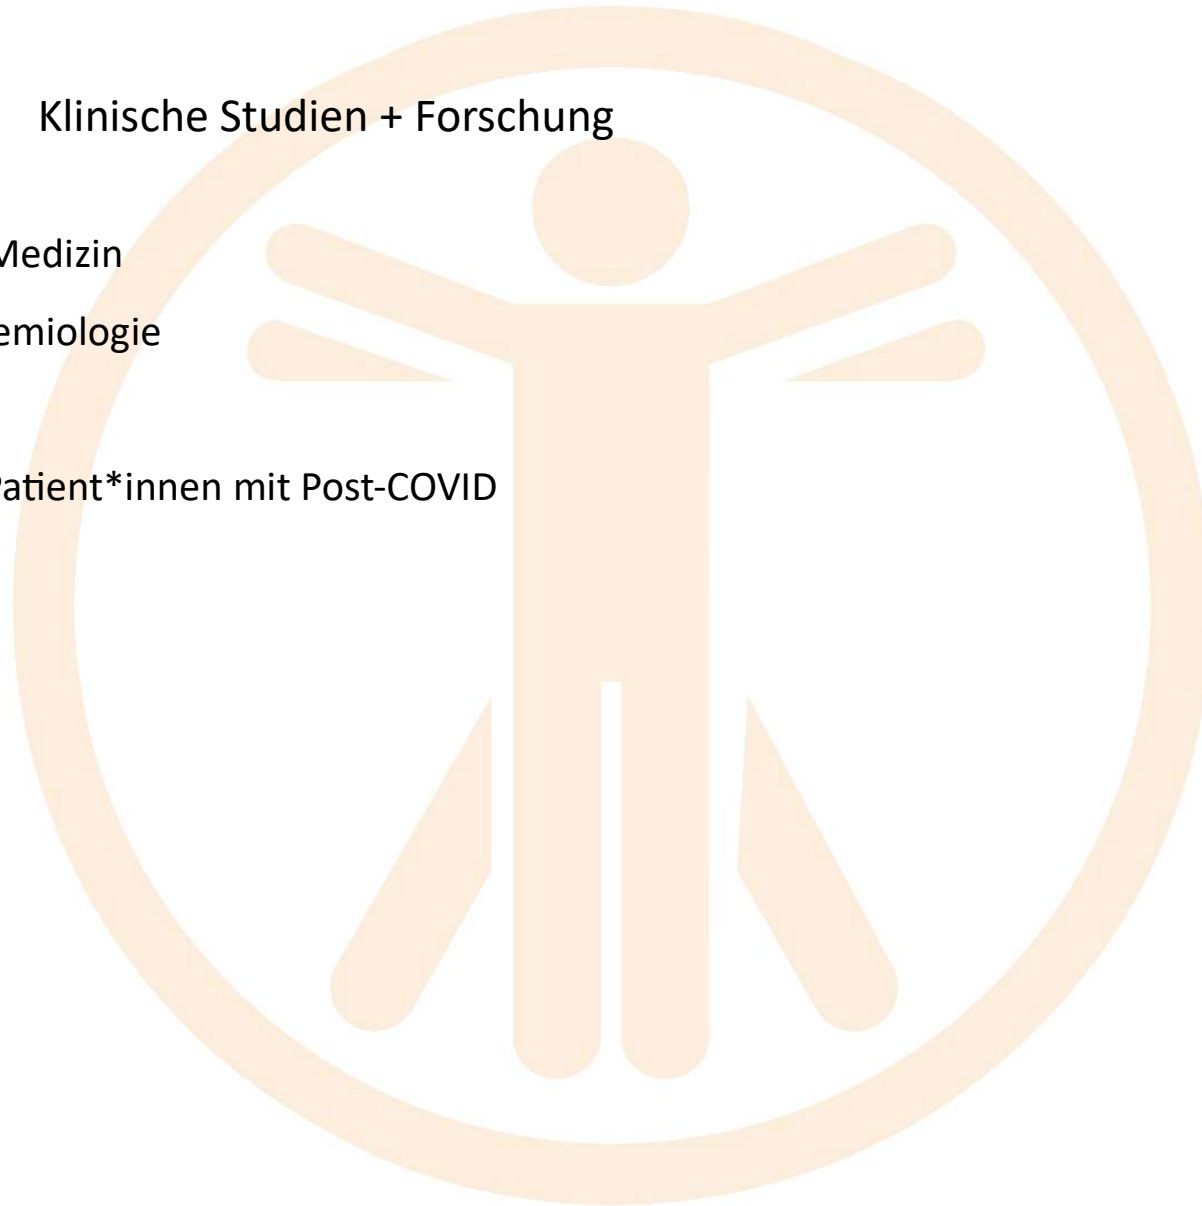 Klinische Studien + Forschung
Medizin
emiologie
Patient*innen mit Post-COVID